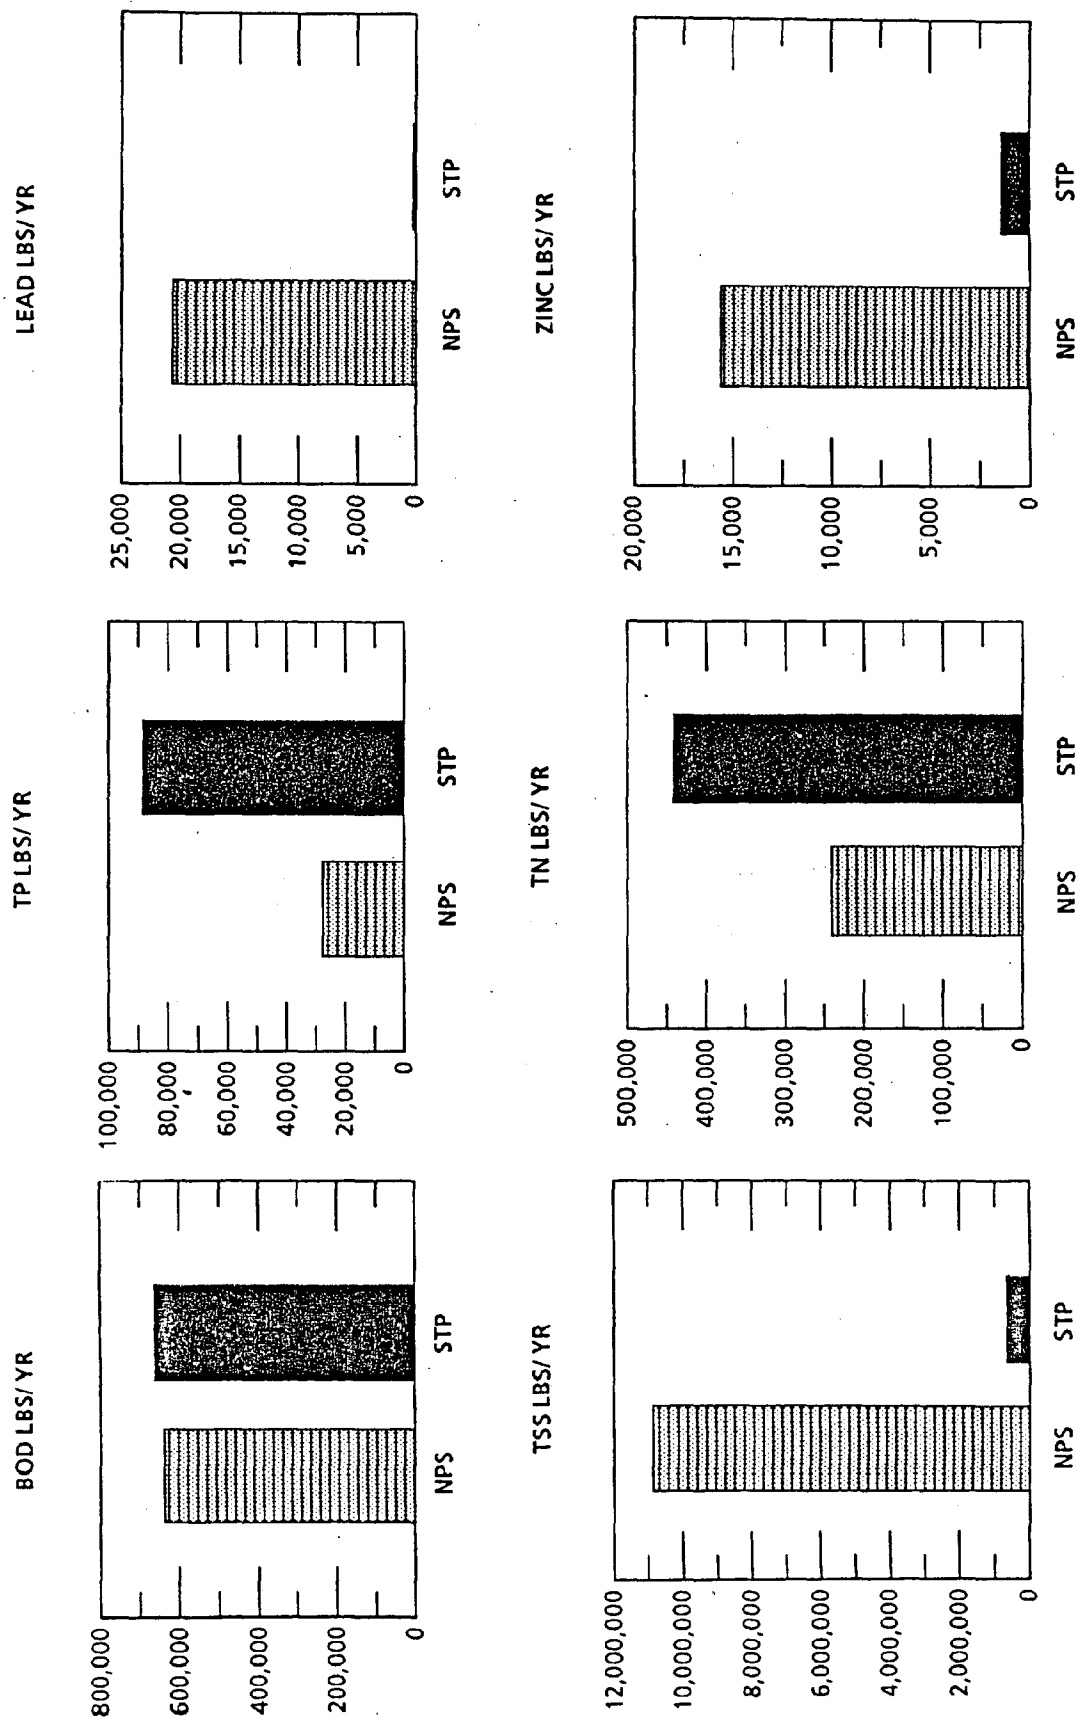 BOD LBS/ YR
800,000
600,000
400,000
200,000
0
NPS STP
TP LBS/ YR
100,000
80,000
60,000
40,000
20,000
0
NPS STP
LEAD LBS/ YR
25,000
20,000
15,000
10,000
5,000
0
NPS STP
TSS LBS/ YR
12,000,000
10,000,000
8,000,000
6,000,000
4,000,000
2,000,000
0
NPS STP
TN LBS/ YR
500,000
400,000
300,000
200,000
100,000
0
NPS STP
ZINC LBS/ YR
20,000
15,000
10,000
5,000
0
NPS STP